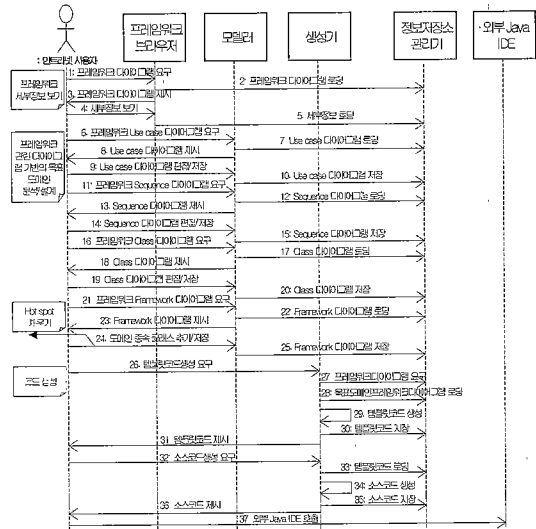 프레임워크
브라우저
모델러
생성기
정보저장소
관리기
외부 Java
IDE
: 인트라넷 사용자
프레임워크
세부정보 보기
1: 프레임워크 다이어그램 요구
2: 프레임워크 다이어그램 로딩
3: 프레임워크 다이어그램 제시
4: 세부정보 보기
5: 세부정보 로딩
프레임워크
관련 다이어그
램 기반의 목표
도메인
분석/설계
6: 프레임워크 Use case 다이어그램 요구
7: Use case 다이어그램 로딩
8: Use case 다이어그램 제시
9: Use case 다이어그램 편집/저장
10: Use case 다이어그램 저장
11: 프레임워크 Sequence 다이어그램 요구
12: Sequence 다이어그램 로딩
13: Sequence 다이어그램 제시
14: Sequence 다이어그램 편집/저장
15: Sequence 다이어그램 저장
16: 프레임워크 Class 다이어그램 요구
17: Class 다이어그램 로딩
18: Class 다이어그램 제시
19: Class 다이어그램 편집/저장
20: Class 다이어그램 저장
21: 프레임워크 Framework 다이어그램 요구
22: Framework 다이어그램 로딩
Hot spot
채우기
23: Framework 다이어그램 제시
24: 도메인 종속 클래스 추가/저장
25: Framework 다이어그램 저장
코드 생성
26: 템플릿코드생성 요구
27: 프레임워크다이어그램 요구
28: 목표도메인프레임워크다이어그램 로딩
29: 템플릿코드 생성
30: 템플릿코드 저장
31: 템플릿코드 제시
32: 소스코드생성 요구
33: 템플릿코드 로딩
34: 소스코드 생성
35: 소스코드 저장
36: 소스코드 제시
37: 외부 Java IDE 호출